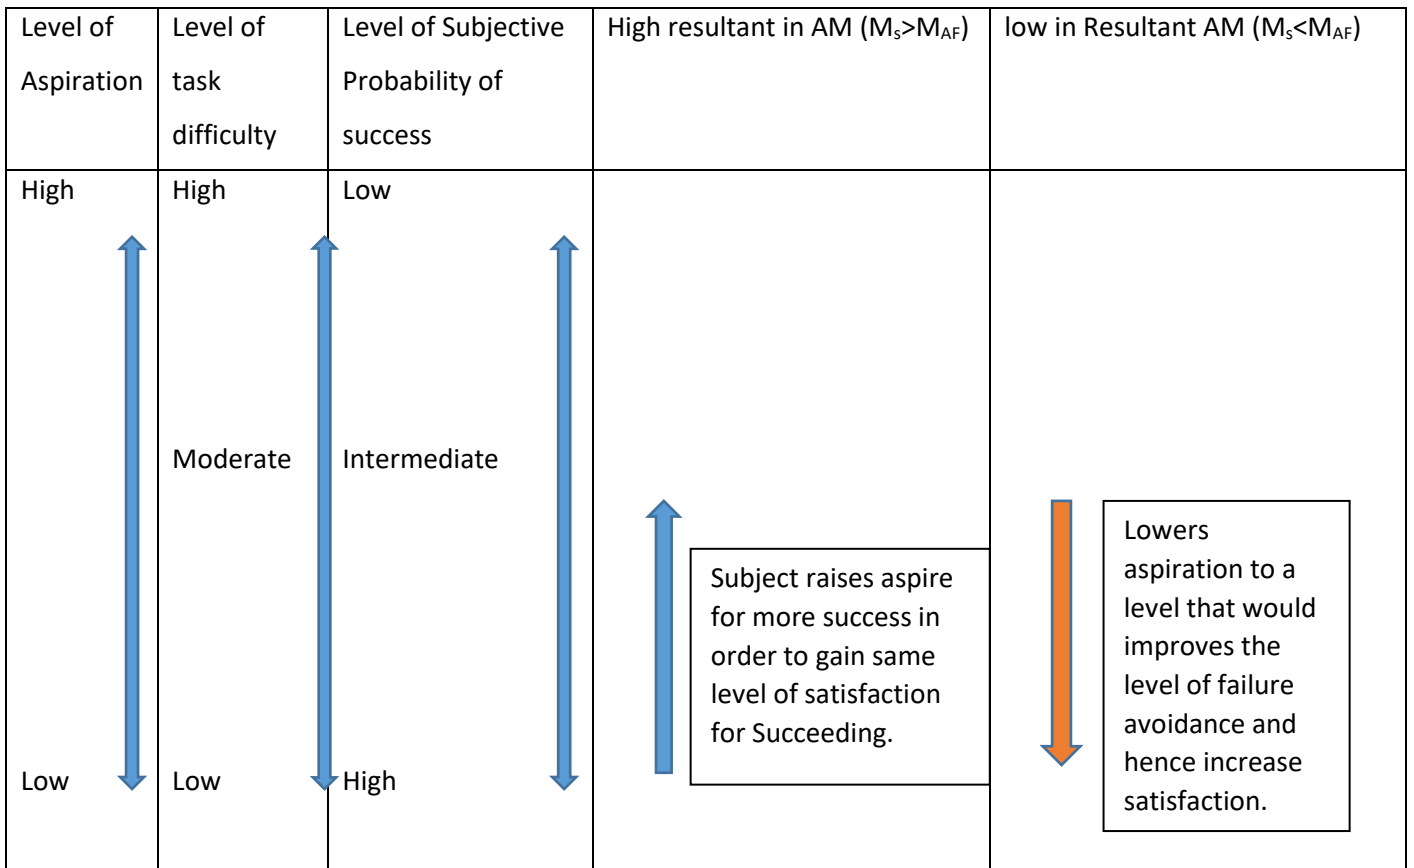 Level of
Aspiration
Level of
task
difficulty
Level of Subjective
Probability of
success
High resultant in AM (Ms>MAF)
low in Resultant AM (Ms<MAF)
High
High
Low
Moderate
Intermediate
Low
Low
High
Subject raises aspire
for more success in
order to gain same
level of satisfaction
for Succeeding.
Lowers
aspiration to a
level that would
improves the
level of failure
avoidance and
hence increase
satisfaction.